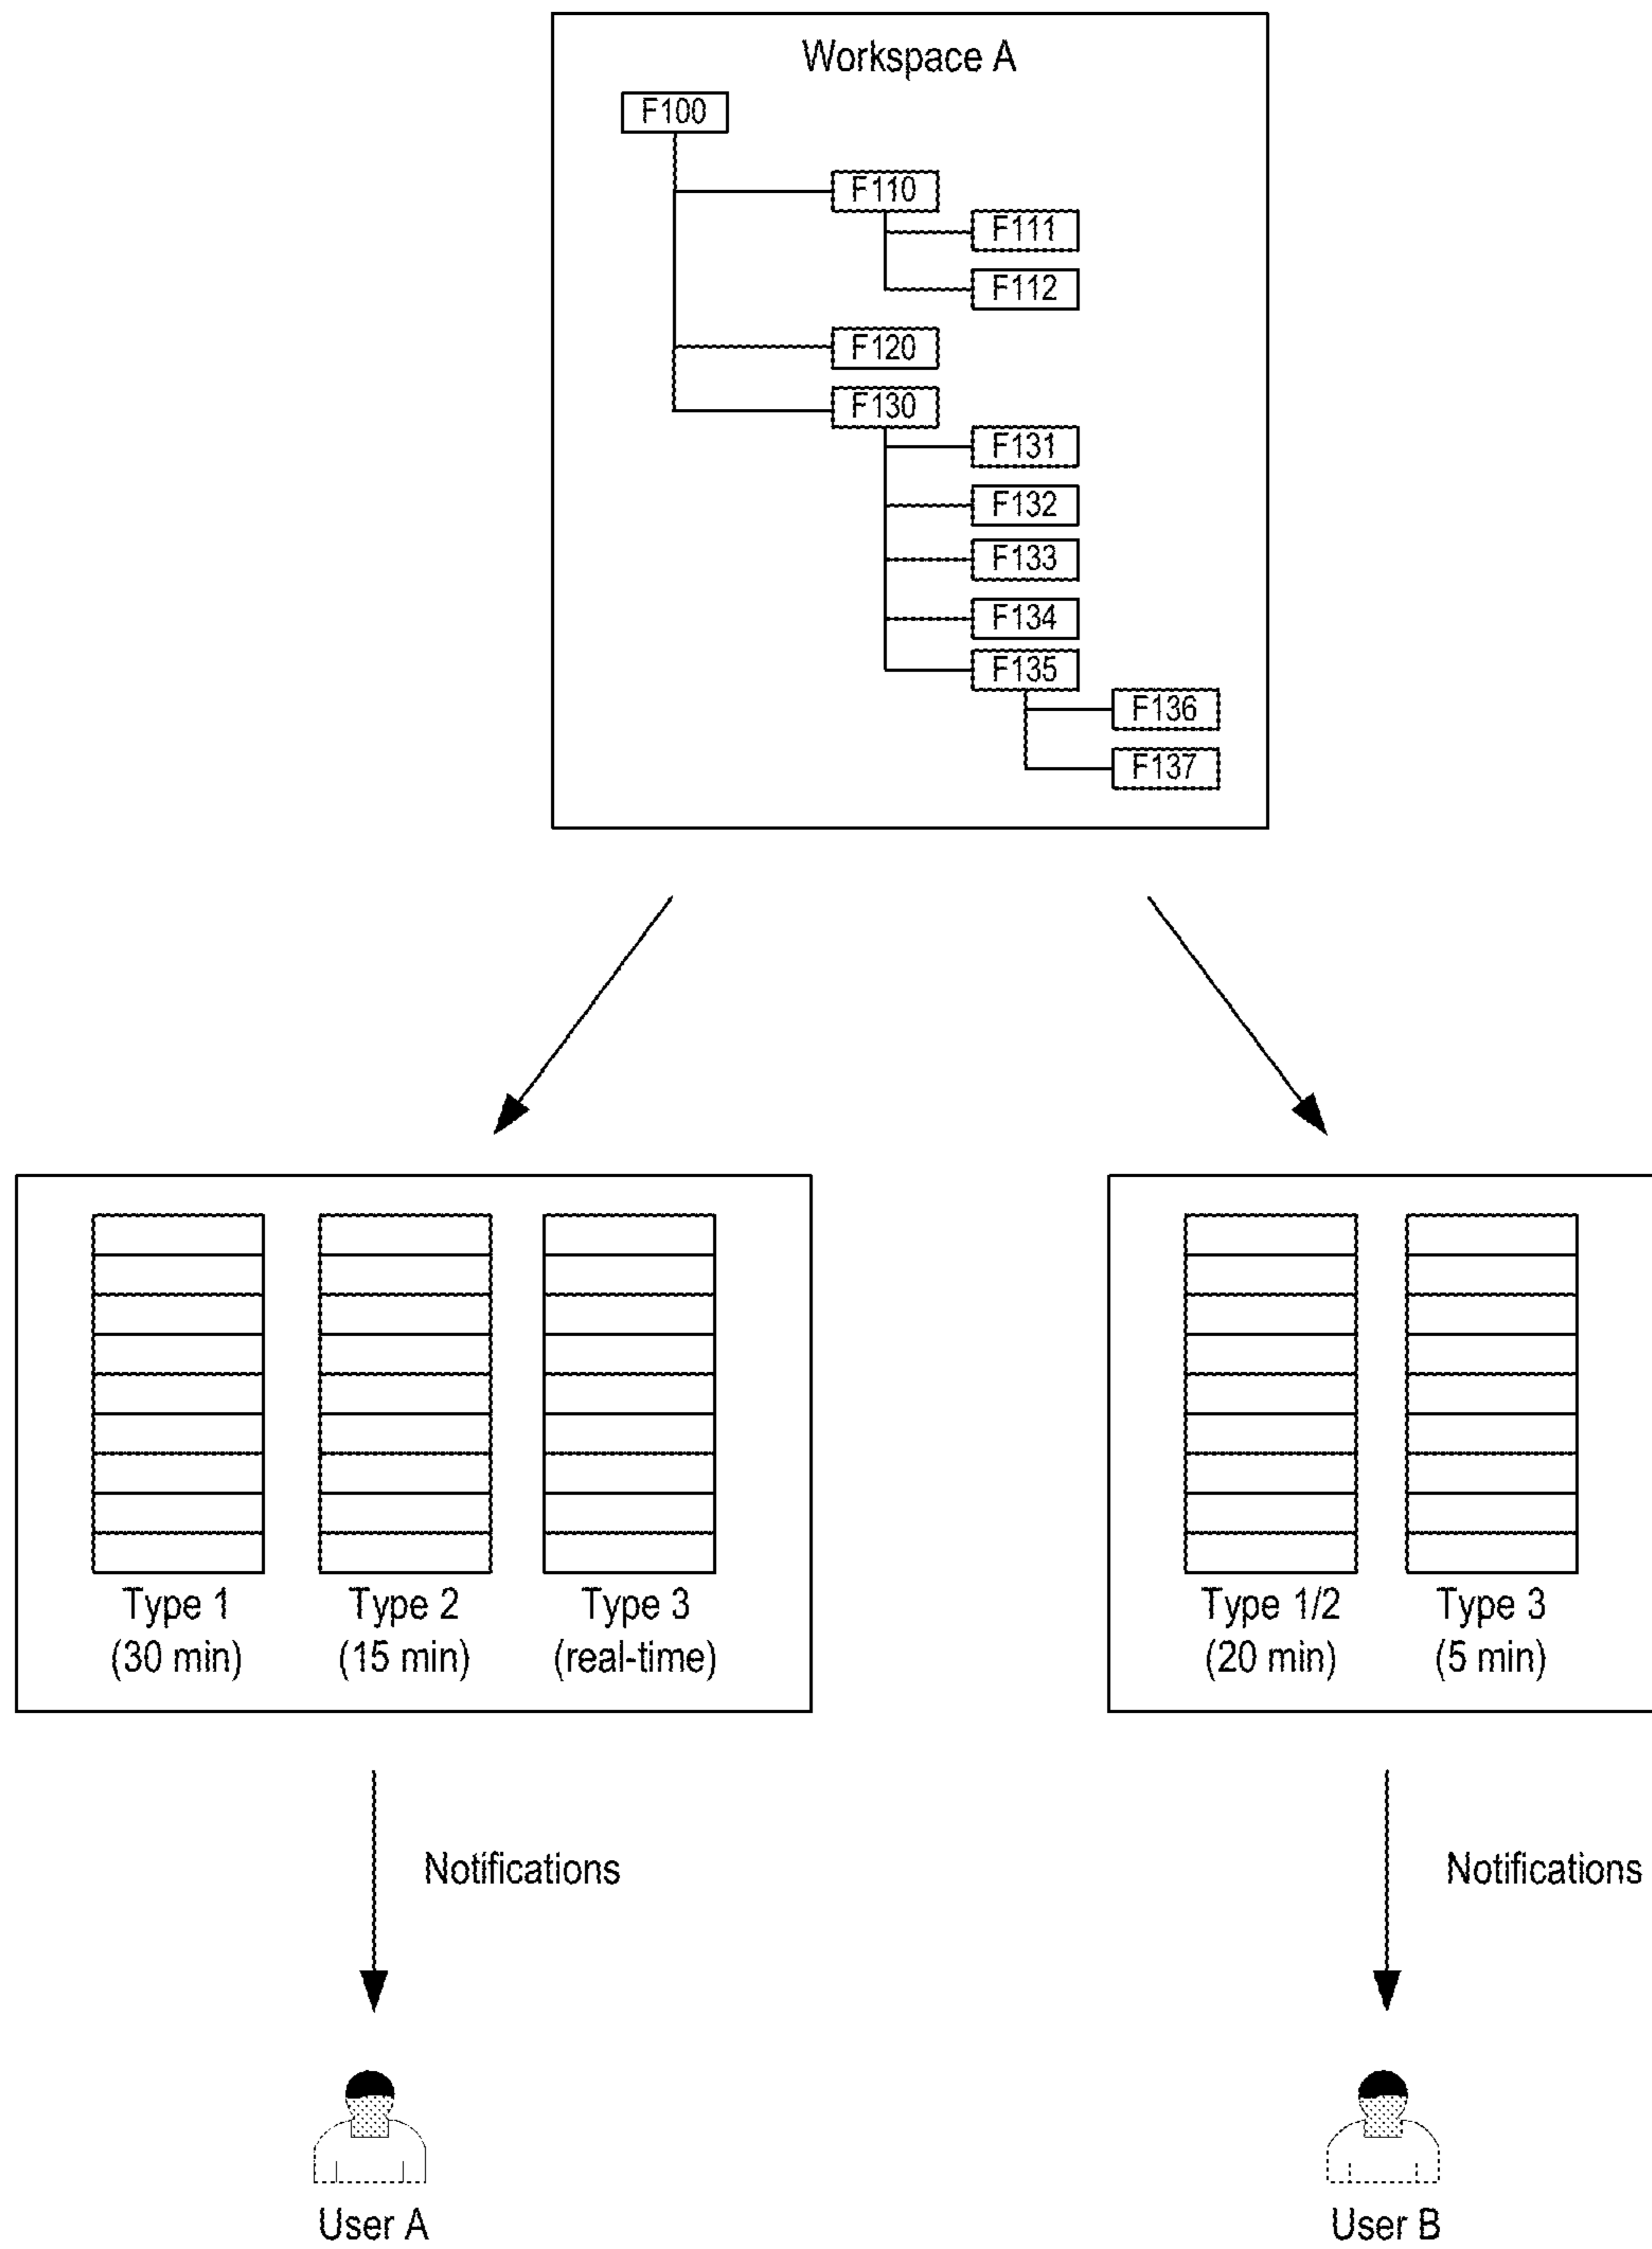 Workspace A
F100
F110
F111
F112
F120
F130
F131
F132
F133
F134
F135
F136
F137
Type 1
(30 min)
Type 2
(15 min)
Type 3
(real-time)
Type 1/2
(20 min)
Type 3
(5 min)
Notifications
Notifications
User A
User B